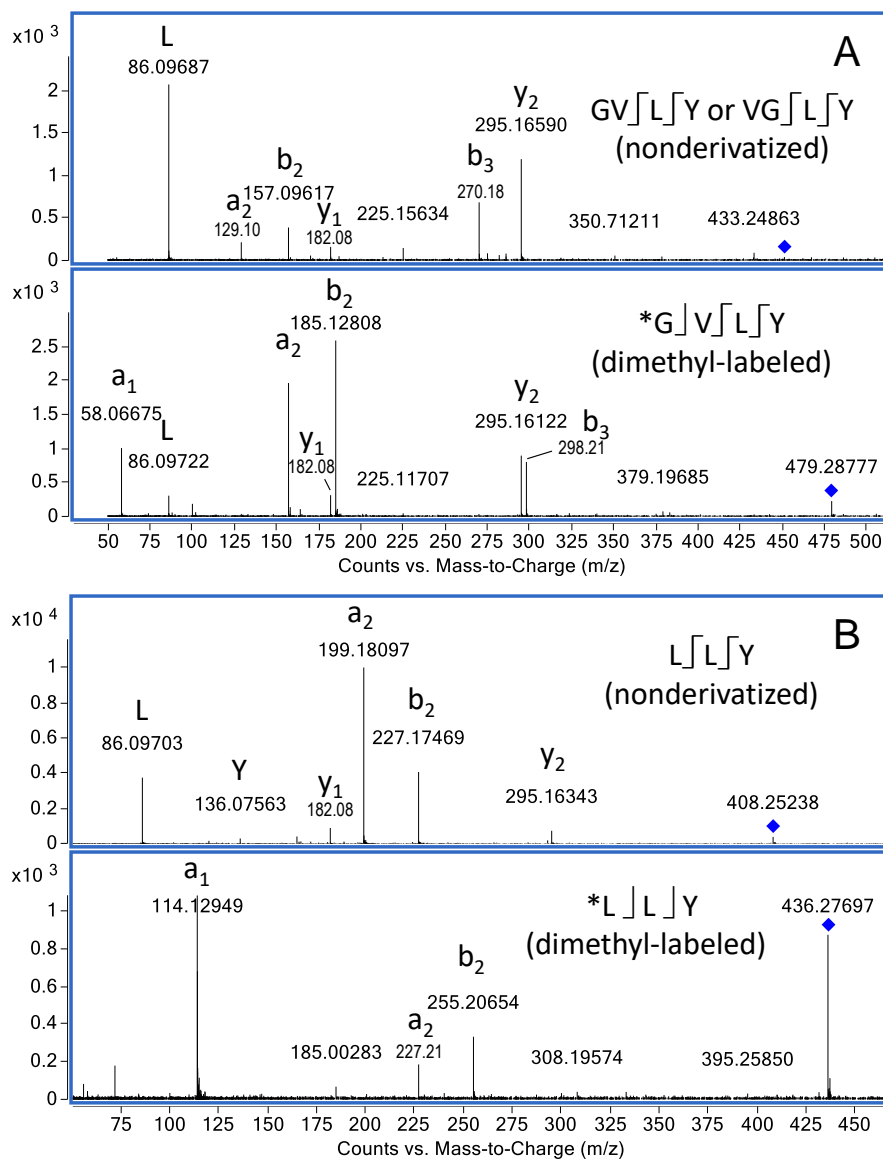 x10 3
L
86.09687
A
2
1.5
1
0.5
0
a2
129.10
b2
157.09617
y1
182.08
225.15634
b3
270.18
y2
295.16590
350.71211
433.24863
GV⌡L⌡Y or VG⌡L⌡Y
(nonderivatized)
x10 3
2.5
2
1.5
1
0.5
0
a1
58.06675
L
86.09722
a2
b2
185.12808
y1
182.08
225.11707
y2
295.16122
b3
298.21
379.19685
479.28777
*G⌋V⌡L⌡Y
(dimethyl-labeled)
50 75 100 125 150 175 200 225 250 275 300 325 350 375 400 425 450 475 500
Counts vs. Mass-to-Charge (m/z)
x10 4
B
1
0.8
0.6
0.4
0.2
0
L
86.09703
Y
136.07563
y1
182.08
a2
199.18097
b2
227.17469
y2
295.16343
408.25238
L⌡L⌡Y
(nonderivatized)
x10 3
1
0.8
0.6
0.4
0.2
0
a1
114.12949
185.00283
a2
227.21
b2
255.20654
308.19574
395.25850
436.27697
*L⌋L⌋Y
(dimethyl-labeled)
75 100 125 150 175 200 225 250 275 300 325 350 375 400 425 450
Counts vs. Mass-to-Charge (m/z)